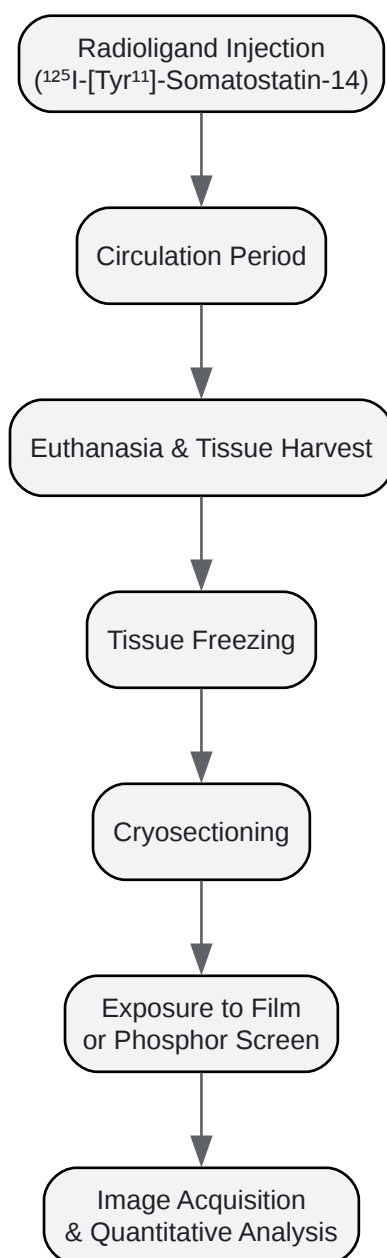 Radioligand Injection
(¹²⁵I-[Tyr¹¹]-Somatostatin-14)
Circulation Period
Euthanasia & Tissue Harvest
Tissue Freezing
Cryosectioning
Exposure to Film
or Phosphor Screen
Image Acquisition
& Quantitative Analysis